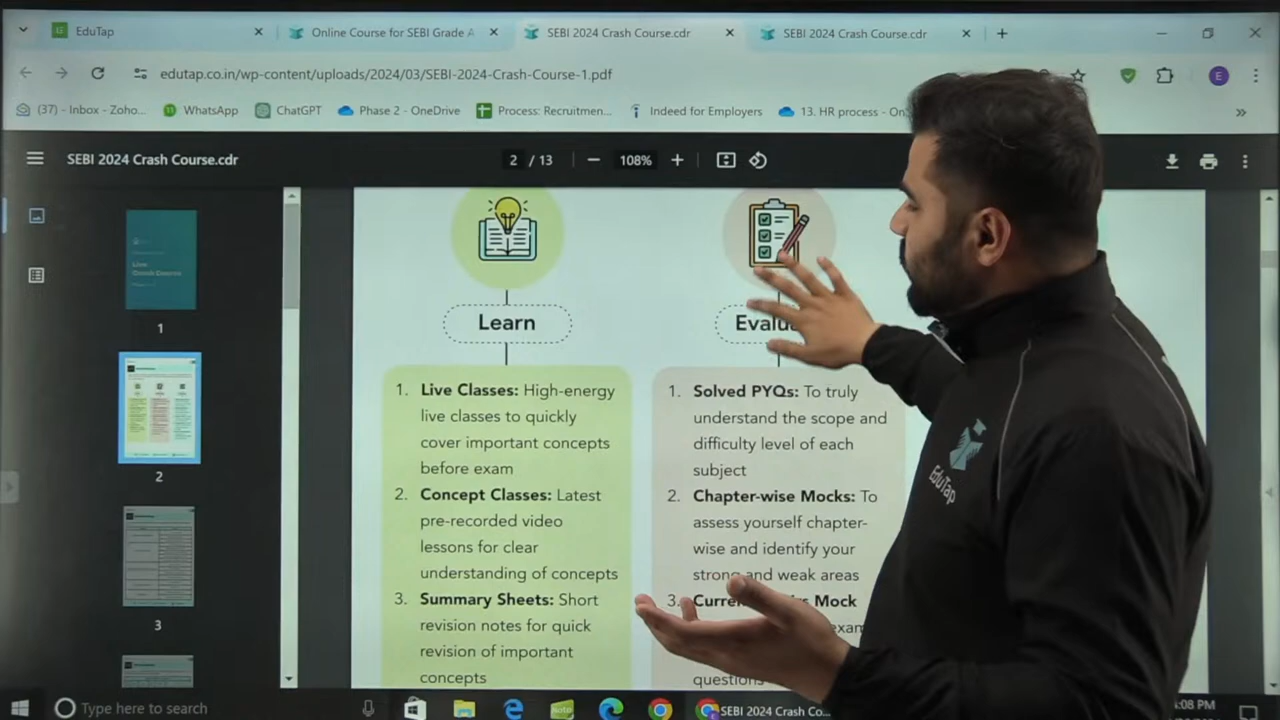 EduTap
Online Course for SEBI Grade A
SEBI 2024 Crash Course.cdr
SEBI 2024 Crash Course.cdr
edutap.co.in/wp-content/uploads/2024/03/SEBI-2024-Crash-Course-1.pdf
E
(37) - Inbox - Zoho...
WhatsApp
ChatGPT
Phase 2 - OneDrive
Process: Recruitmen...
Indeed for Employers
13. HR process - On
SEBI 2024 Crash Course.cdr
2 / 13
108%
1
2
3
Learn
1. Live Classes: High-energy
live classes to quickly
cover important concepts
before exam
2. Concept Classes: Latest
pre-recorded video
lessons for clear
understanding of concepts
3. Summary Sheets: Short
revision notes for quick
revision of important
concepts
1. Solved PYQs: To truly
understand the scope and
difficulty level of each
subject
2. Chapter-wise Mocks: To
assess yourself chapter-
wise and identify your
strong and weak areas
3. Mock
exam
questions
EduTap
Type here to search
SEBI 2024 Crash Co...
:08 PM